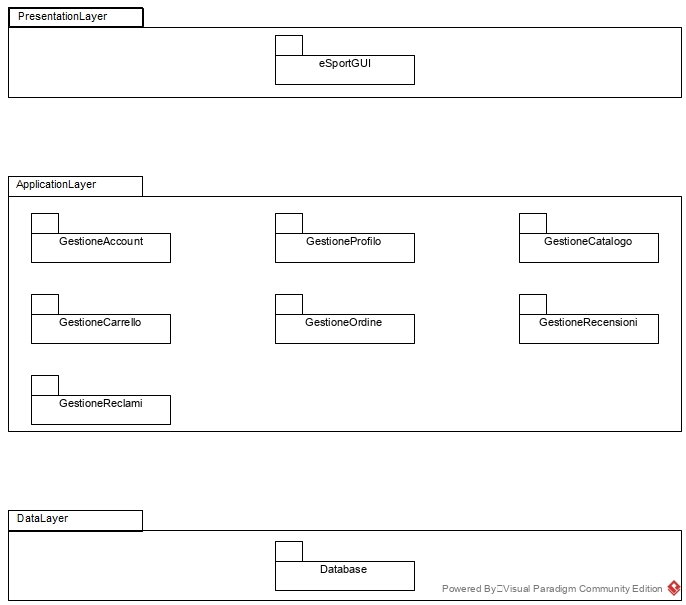 PresentationLayer
eSportGUI
ApplicationLayer
GestioneAccount
GestioneProfilo
GestioneCatalogo
GestioneCarrello
GestioneOrdine
GestioneRecensioni
GestioneReclami
DataLayer
Database
Powered By Visual Paradigm Community Edition